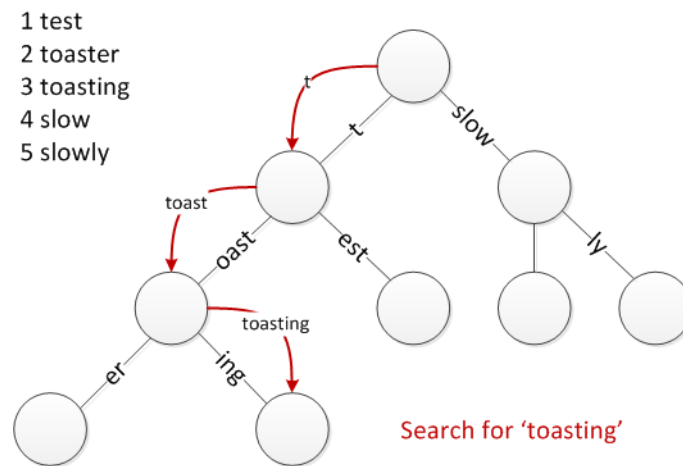 1 test
2 toaster
3 toasting
4 slow
5 slowly
t
t
slow
toast
oast
est
ly
toasting
er
ing
Search for ‘toasting’